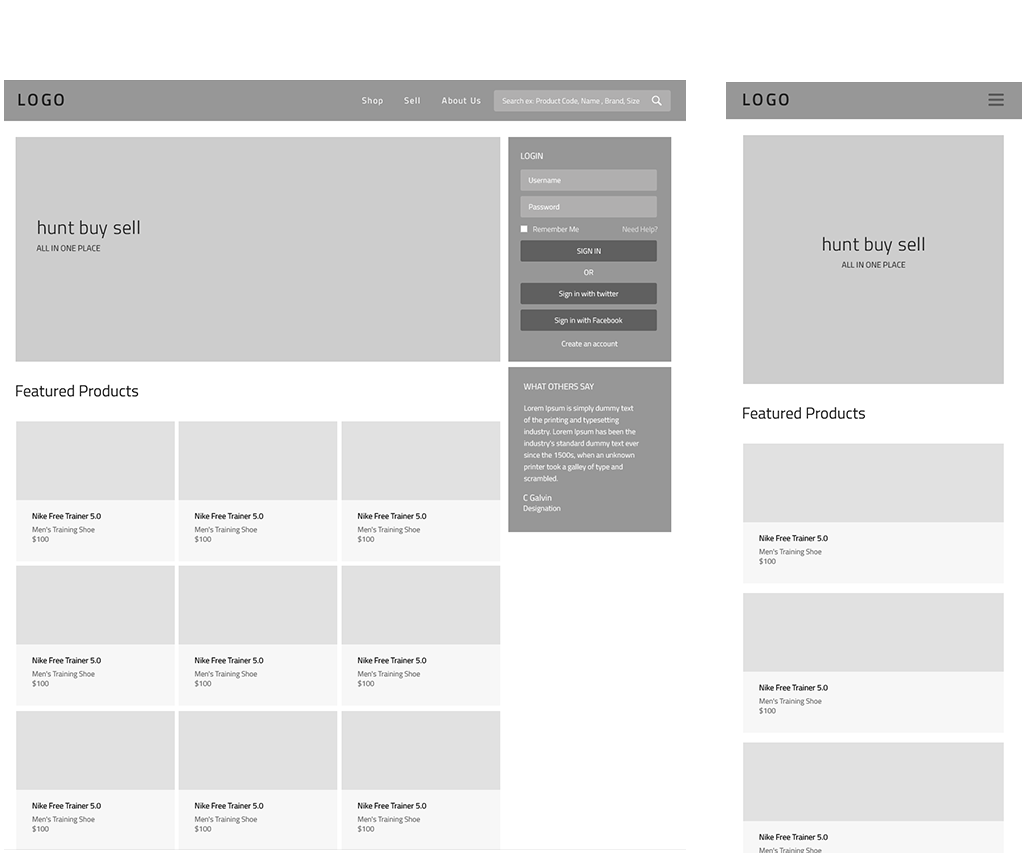 LOGO
Shop
Sell
About Us
Search ex: Product Code, Name , Brand, Size
hunt buy sell
ALL IN ONE PLACE
LOGIN
Username
Password
Remember Me
Need Help?
SIGN IN
OR
Sign in with twitter
Sign in with Facebook
Create an account
WHAT OTHERS SAY
Lorem Ipsum is simply dummy text
of the printing and typesetting
industry. Lorem Ipsum has been the
industry's standard dummy text ever
since the 1500s, when an unknown
printer took a galley of type and
scrambled.
C Galvin
Designation
Featured Products
Nike Free Trainer 5.0
Men's Training Shoe
$100
Nike Free Trainer 5.0
Men's Training Shoe
$100
Nike Free Trainer 5.0
Men's Training Shoe
$100
Nike Free Trainer 5.0
Men's Training Shoe
$100
Nike Free Trainer 5.0
Men's Training Shoe
$100
Nike Free Trainer 5.0
Men's Training Shoe
$100
Nike Free Trainer 5.0
Men's Training Shoe
$100
Nike Free Trainer 5.0
Men's Training Shoe
$100
Nike Free Trainer 5.0
Men's Training Shoe
$100
LOGO
hunt buy sell
ALL IN ONE PLACE
Featured Products
Nike Free Trainer 5.0
Men's Training Shoe
$100
Nike Free Trainer 5.0
Men's Training Shoe
$100
Nike Free Trainer 5.0
Men's Training Shoe